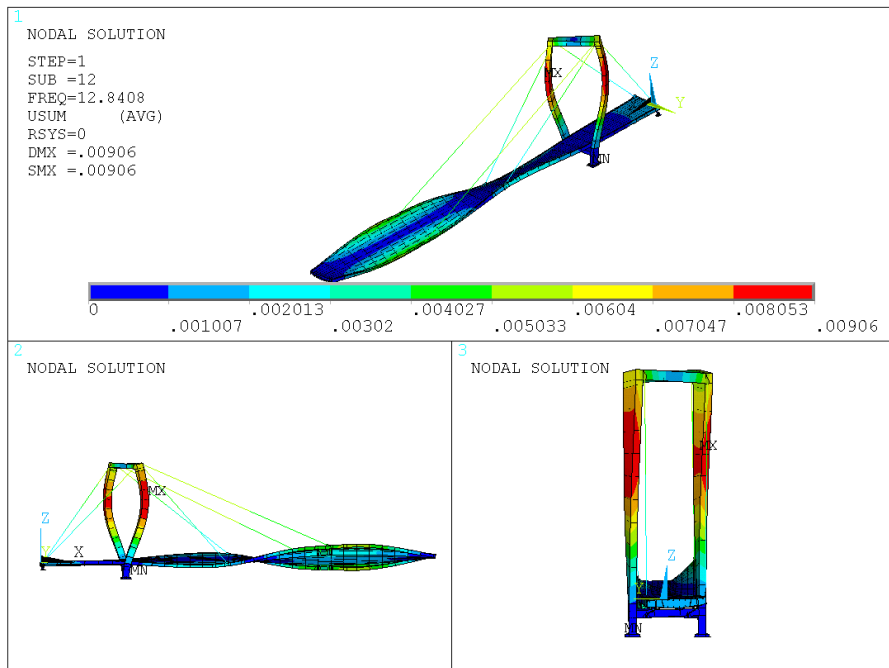 1
NODAL SOLUTION
STEP=1
SUB =12
FREQ=12.8408
USUM (AVG)
RSYS=0
DMX =.00906
SMX =.00906
MX
Z
Y
MN
0 .002013 .004027 .00604 .008053
.001007 .00302 .005033 .007047 .00906
2
NODAL SOLUTION
MX
Z
Y X
MN
3
NODAL SOLUTION
MX
Z
Y
MN